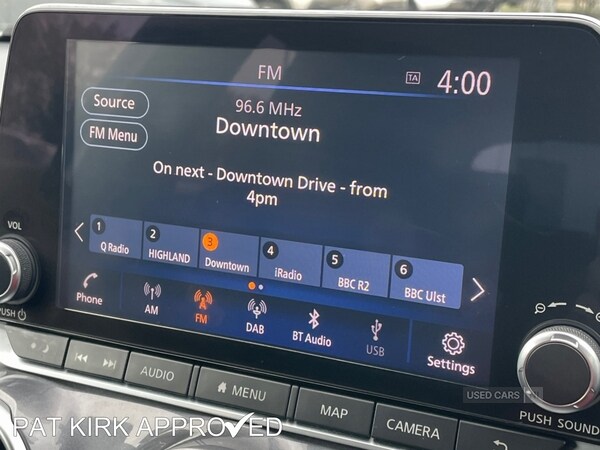 FM
TA
4:00
Source
96.6 MHz
FM Menu
Downtown
On next - Downtown Drive - from
4pm
1 Q Radio
2 HIGHLAND
3 Downtown
4 iRadio
5 BBC R2
6 BBC Ulst
Phone
AM
FM
DAB
BT Audio
USB
Settings
VOL
PUSH
AUDIO
MENU
MAP
CAMERA
PUSH SOUND
USED CARS
PAT KIRK APPROVED